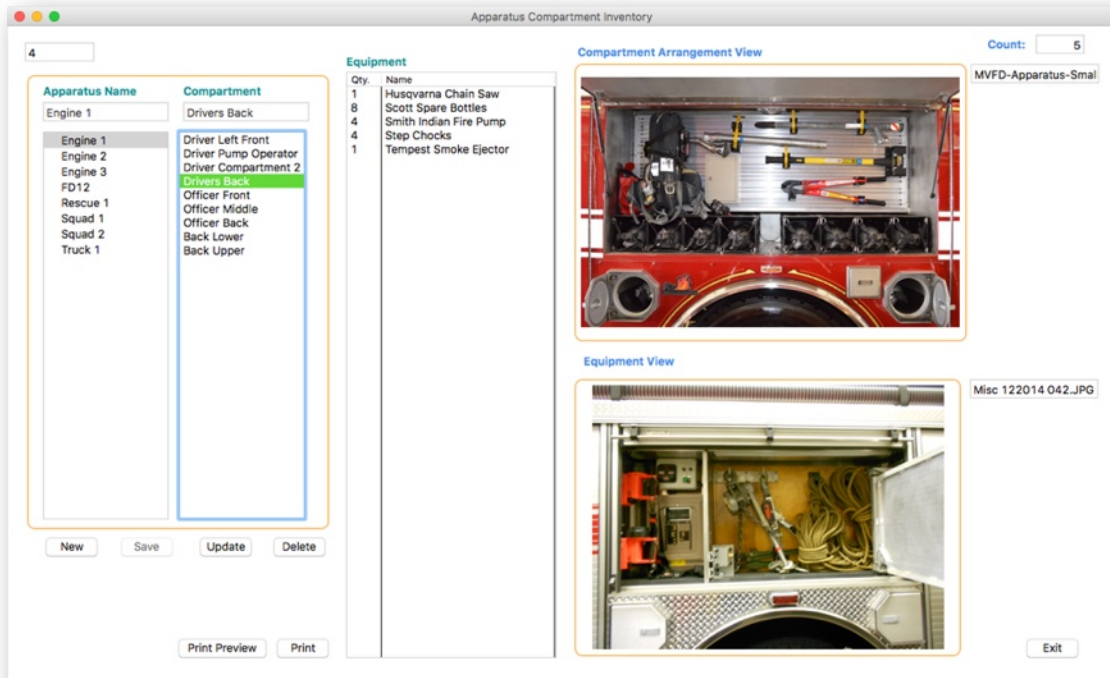 Apparatus Compartment Inventory
4
Apparatus Name
Compartment
Engine 1
Drivers Back
Engine 1
Engine 2
Engine 3
FD12
Rescue 1
Squad 1
Squad 2
Truck 1
Driver Left Front
Driver Pump Operator
Driver Compartment 2
Drivers Back
Officer Front
Officer Middle
Officer Back
Back Lower
Back Upper
New
Save
Update
Delete
Print Preview
Print
Equipment
Qty. Name
1 Husqvarna Chain Saw
8 Scott Spare Bottles
4 Smith Indian Fire Pump
4 Step Chocks
1 Tempest Smoke Ejector
Compartment Arrangement View
Count: 5
MVFD-Apparatus-Smal
Equipment View
Misc 122014 042.JPG
Exit